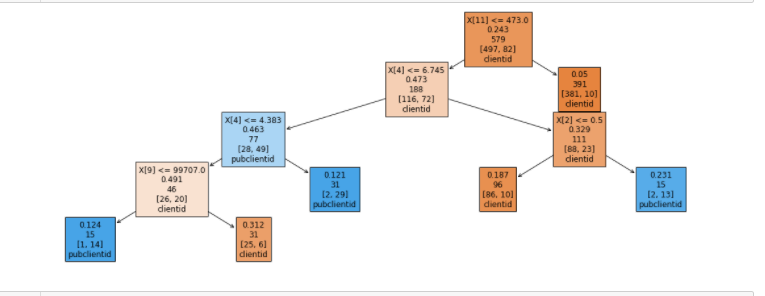 X[11] <= 473.0
0.243
579
[497, 82]
clientid
X[4] <= 6.745
0.473
188
[116, 72]
clientid
0.05
391
[381, 10]
clientid
X[4] <= 4.383
0.463
77
[28, 49]
pubclientid
X[2] <= 0.5
0.329
111
[88, 23]
clientid
X[9] <= 99707.0
0.491
46
[26, 20]
clientid
0.121
31
[2, 29]
pubclientid
0.187
96
[86, 10]
clientid
0.231
15
[2, 13]
pubclientid
0.124
15
[1, 14]
pubclientid
0.312
31
[25, 6]
clientid